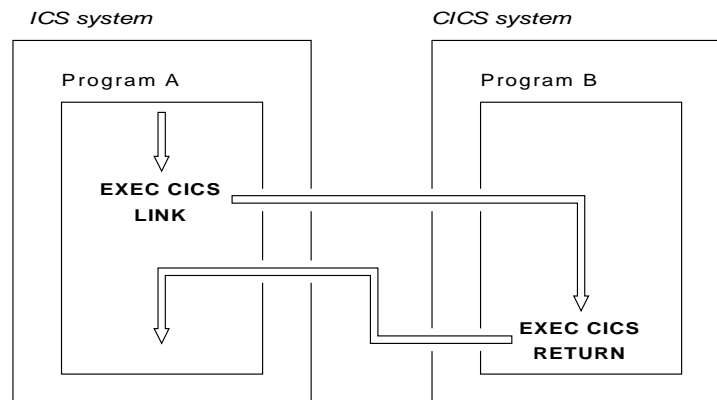 ICS system
CICS system
Program A
Program B
EXEC CICS
LINK
EXEC CICS
RETURN